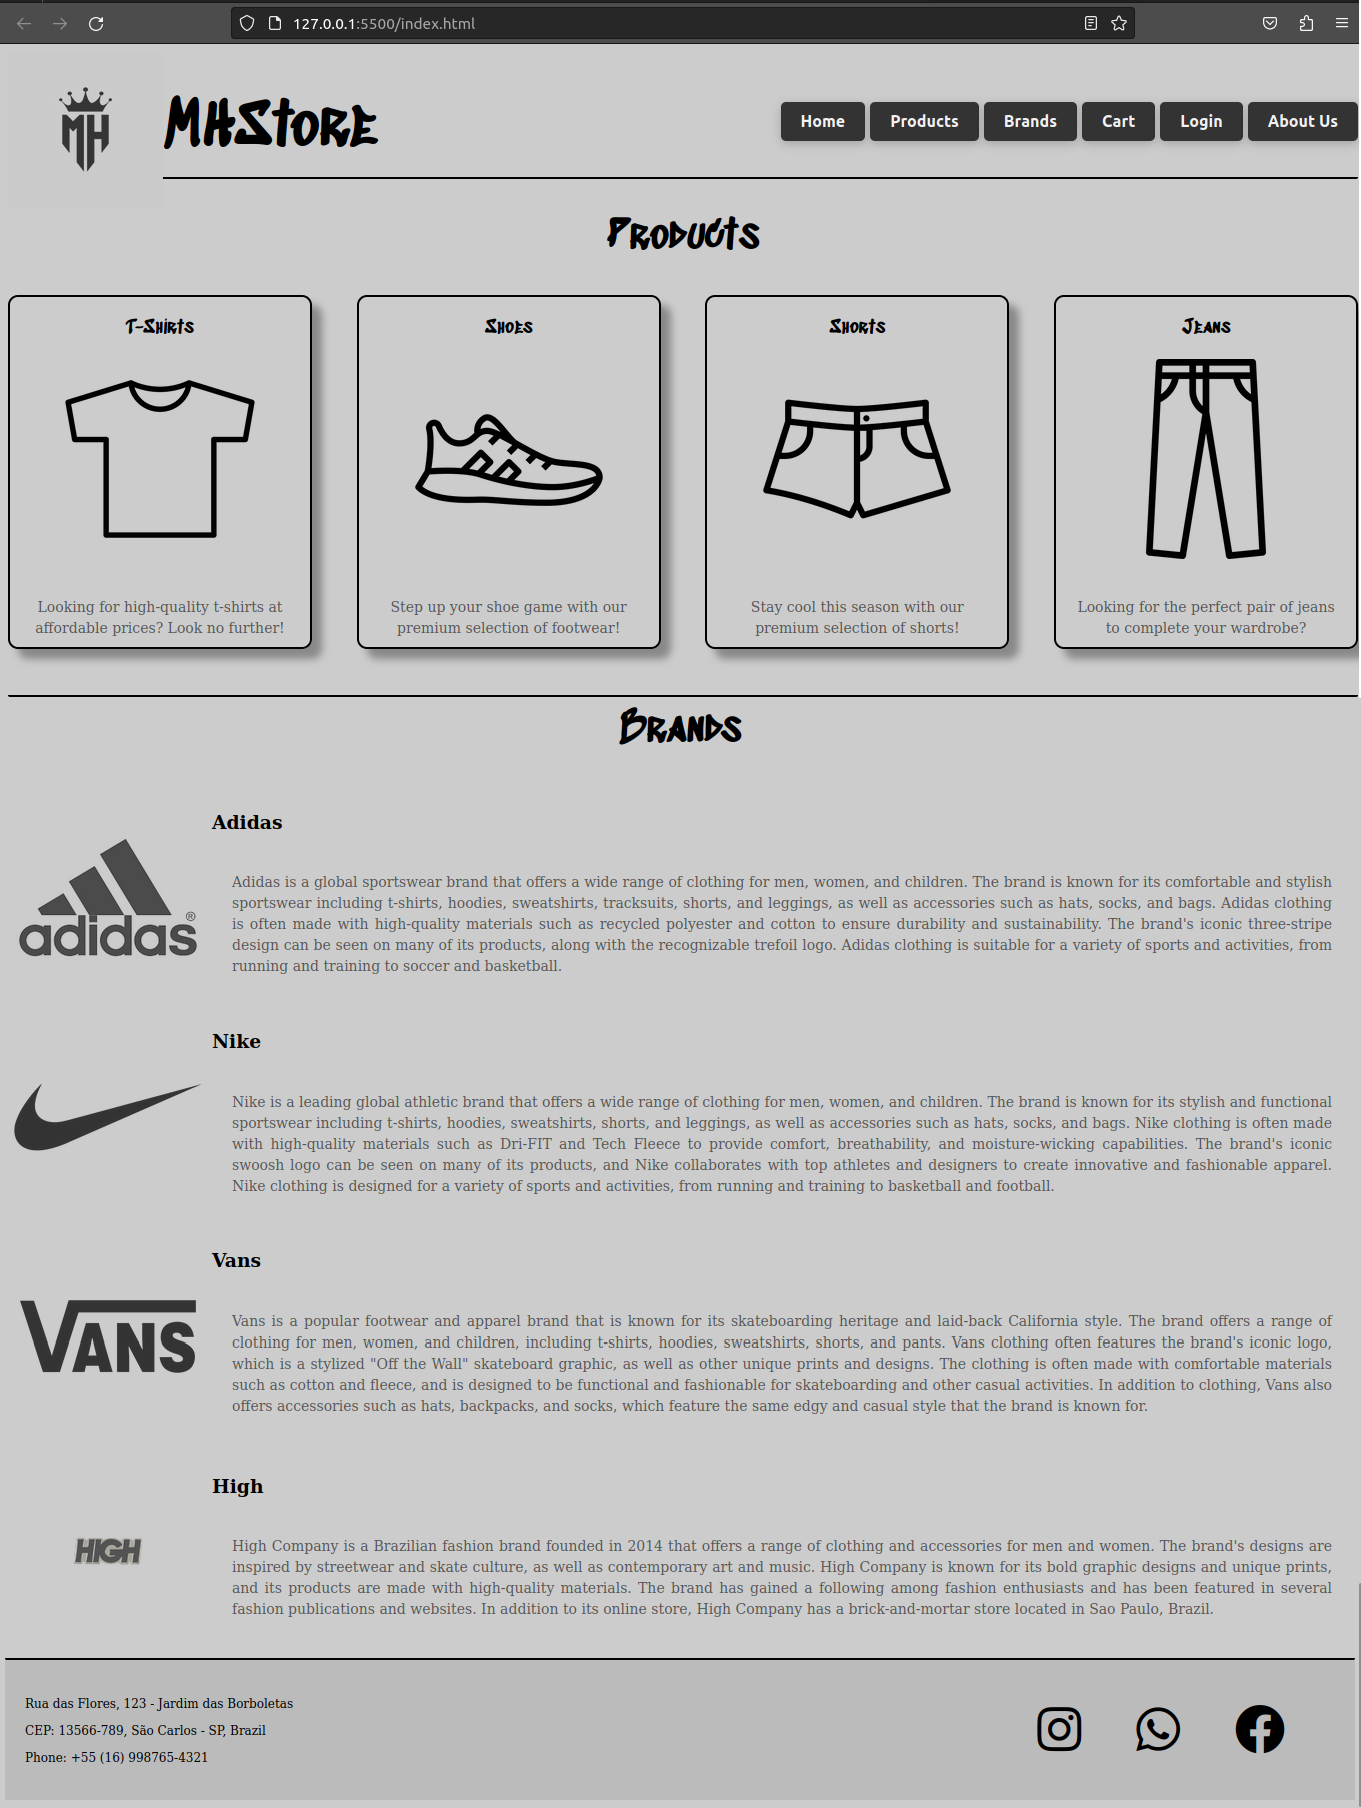 127.0.0.1:5500/index.html
MH
MHStore
Home
Products
Brands
Cart
Login
About Us
Products
T-Shirts
Shoes
Shorts
Jeans
Looking for high-quality t-shirts at
affordable prices? Look no further!
Step up your shoe game with our
premium selection of footwear!
Stay cool this season with our
premium selection of shorts!
Looking for the perfect pair of jeans
to complete your wardrobe?
Brands
Adidas
adidas®
Adidas is a global sportswear brand that offers a wide range of clothing for men, women, and children. The brand is known for its comfortable and stylish
sportswear including t-shirts, hoodies, sweatshirts, tracksuits, shorts, and leggings, as well as accessories such as hats, socks, and bags. Adidas clothing
is often made with high-quality materials such as recycled polyester and cotton to ensure durability and sustainability. The brand's iconic three-stripe
design can be seen on many of its products, along with the recognizable trefoil logo. Adidas clothing is suitable for a variety of sports and activities, from
running and training to soccer and basketball.
Nike
Nike is a leading global athletic brand that offers a wide range of clothing for men, women, and children. The brand is known for its stylish and functional
sportswear including t-shirts, hoodies, sweatshirts, shorts, and leggings, as well as accessories such as hats, socks, and bags. Nike clothing is often made
with high-quality materials such as Dri-FIT and Tech Fleece to provide comfort, breathability, and moisture-wicking capabilities. The brand's iconic
swoosh logo can be seen on many of its products, and Nike collaborates with top athletes and designers to create innovative and fashionable apparel.
Nike clothing is designed for a variety of sports and activities, from running and training to basketball and football.
Vans
VANS
Vans is a popular footwear and apparel brand that is known for its skateboarding heritage and laid-back California style. The brand offers a range of
clothing for men, women, and children, including t-shirts, hoodies, sweatshirts, shorts, and pants. Vans clothing often features the brand's iconic logo,
which is a stylized "Off the Wall" skateboard graphic, as well as other unique prints and designs. The clothing is often made with comfortable materials
such as cotton and fleece, and is designed to be functional and fashionable for skateboarding and other casual activities. In addition to clothing, Vans also
offers accessories such as hats, backpacks, and socks, which feature the same edgy and casual style that the brand is known for.
High
HIGH
High Company is a Brazilian fashion brand founded in 2014 that offers a range of clothing and accessories for men and women. The brand's designs are
inspired by streetwear and skate culture, as well as contemporary art and music. High Company is known for its bold graphic designs and unique prints,
and its products are made with high-quality materials. The brand has gained a following among fashion enthusiasts and has been featured in several
fashion publications and websites. In addition to its online store, High Company has a brick-and-mortar store located in Sao Paulo, Brazil.
Rua das Flores, 123 - Jardim das Borboletas
CEP: 13566-789, São Carlos - SP, Brazil
Phone: +55 (16) 998765-4321